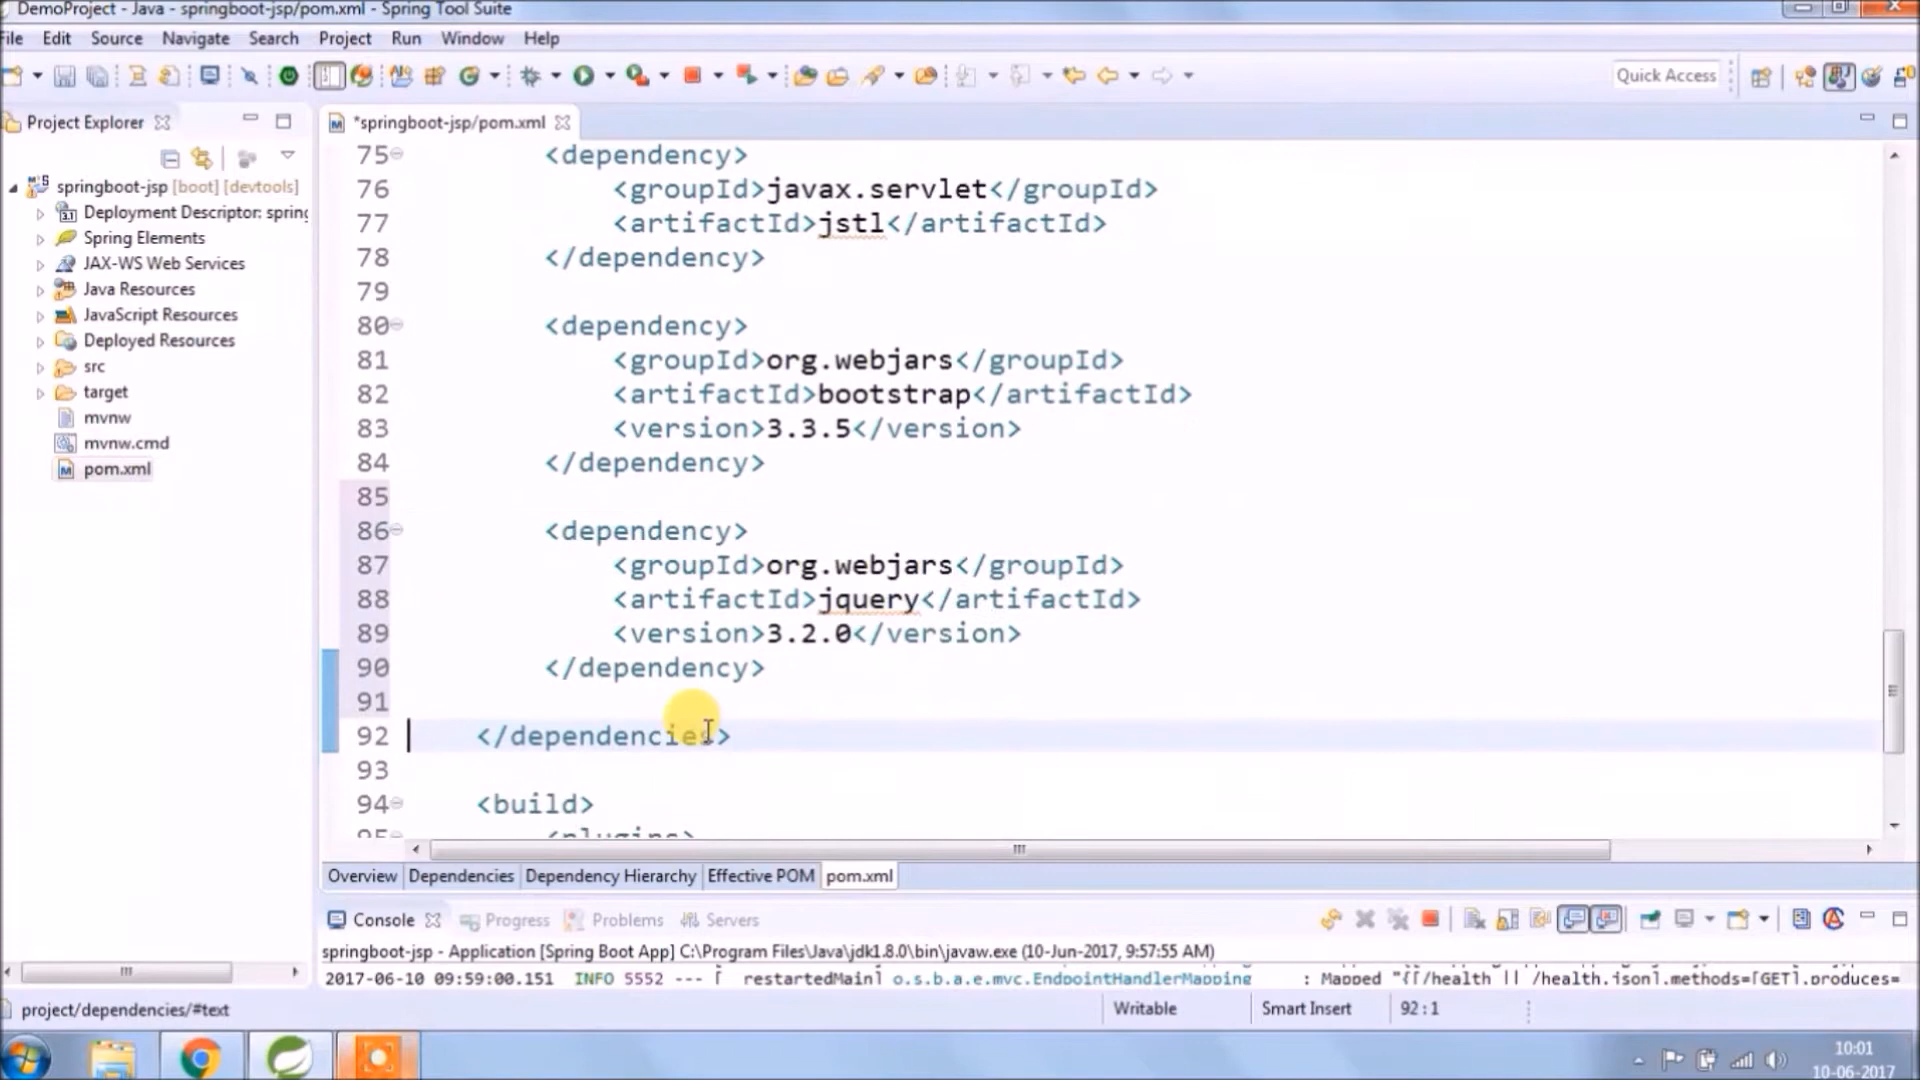 DemoProject - Java - springboot-jsp/pom.xml - Spring Tool Suite
File Edit Source Navigate Search Project Run Window Help
Quick Access
Project Explorer
*springboot-jsp/pom.xml
springboot-jsp [boot] [devtools]
Deployment Descriptor: spring
Spring Elements
JAX-WS Web Services
Java Resources
JavaScript Resources
Deployed Resources
src
target
mvnw
mvnw.cmd
pom.xml
75 <dependency>
76 <groupId>javax.servlet</groupId>
77 <artifactId>jstl</artifactId>
78 </dependency>
79
80 <dependency>
81 <groupId>org.webjars</groupId>
82 <artifactId>bootstrap</artifactId>
83 <version>3.3.5</version>
84 </dependency>
85
86 <dependency>
87 <groupId>org.webjars</groupId>
88 <artifactId>jquery</artifactId>
89 <version>3.2.0</version>
90 </dependency>
91
92 </dependencies>
93
94 <build>
95 <plugins>
Overview Dependencies Dependency Hierarchy Effective POM pom.xml
Console Progress Problems Servers
springboot-jsp - Application [Spring Boot App] C:\Program Files\Java\jdk1.8.0\bin\javaw.exe (10-Jun-2017, 9:57:55 AM)
2017-06-10 09:59:00.151 INFO 5552 --- [ restartedMain] o.s.b.a.e.mvc.EndpointHandlerMapping : Mapped "{[/health || /health.json],methods=[GET],produces=
project/dependencies/#text
Writable
Smart Insert
92 : 1
10:01
10-06-2017